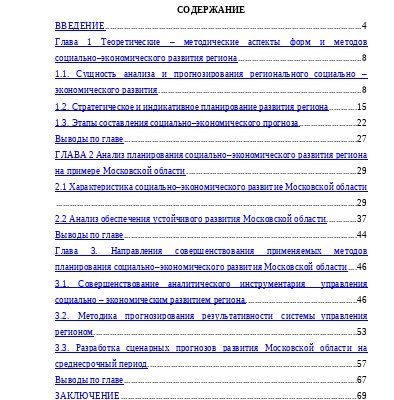 СОДЕРЖАНИЕ
ВВЕДЕНИЕ....................4
Глава 1 Теоретические – методические аспекты форм и методов
социально–экономического развития региона....................8
1.1. Сущность анализа и прогнозирования регионального социально –
экономического развития....................8
1.2. Стратегическое и индикативное планирование развития региона..........15
1.3. Этапы составления социально–экономического прогноза...............22
Выводы по главе....................27
ГЛАВА 2 Анализ планирования социально–экономического развития региона
на примере Московской области....................29
2.1 Характеристика социально–экономического развитие Московской области
....................29
2.2 Анализ обеспечения устойчивого развития Московской области..........37
Выводы по главе....................44
Глава 3. Направления совершенствования применяемых методов
планирования социально–экономического развития Московской области....46
3.1. Совершенствование аналитического инструментария управления
социально – экономическим развитием региона....................46
3.2. Методика прогнозирования результативности системы управления
регионом....................53
3.3. Разработка сценарных прогнозов развития Московской области на
среднесрочный период....................57
Выводы по главе....................67
ЗАКЛЮЧЕНИЕ....................69